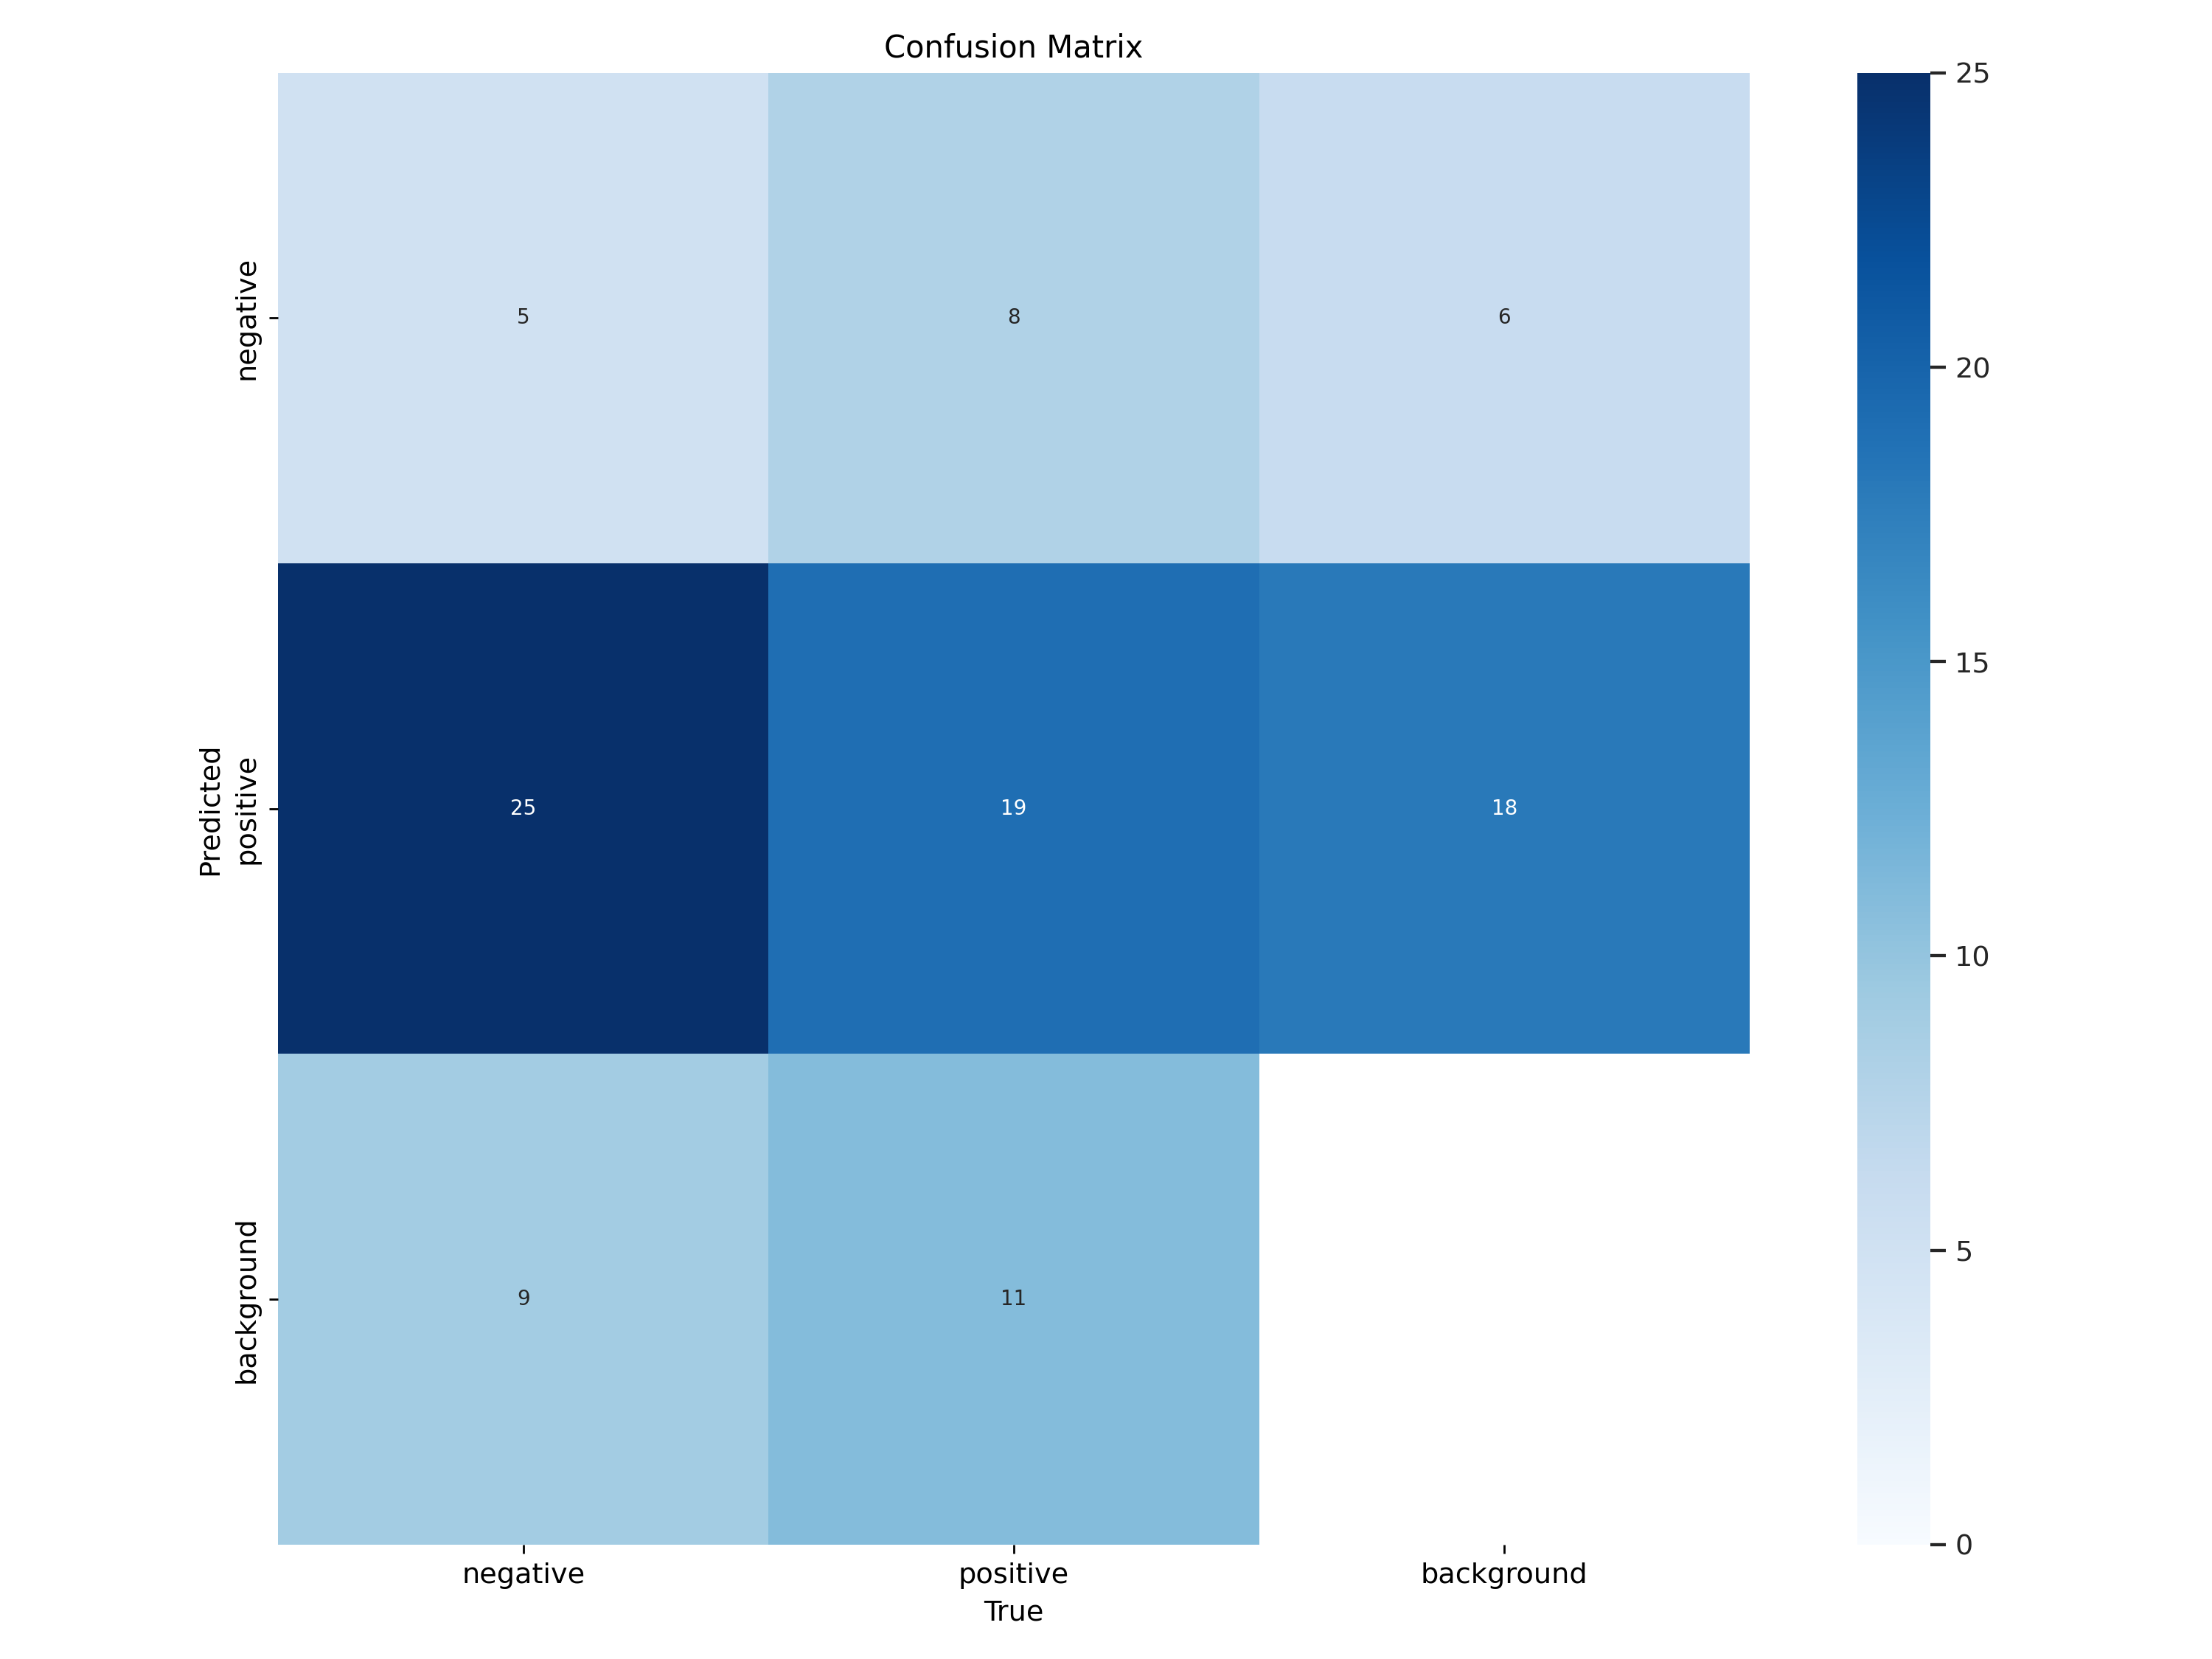 Confusion Matrix
25
negative
5 8 6
20
15
Predicted
positive
25 19 18
10
5
background
9 11
0
negative positive background
True